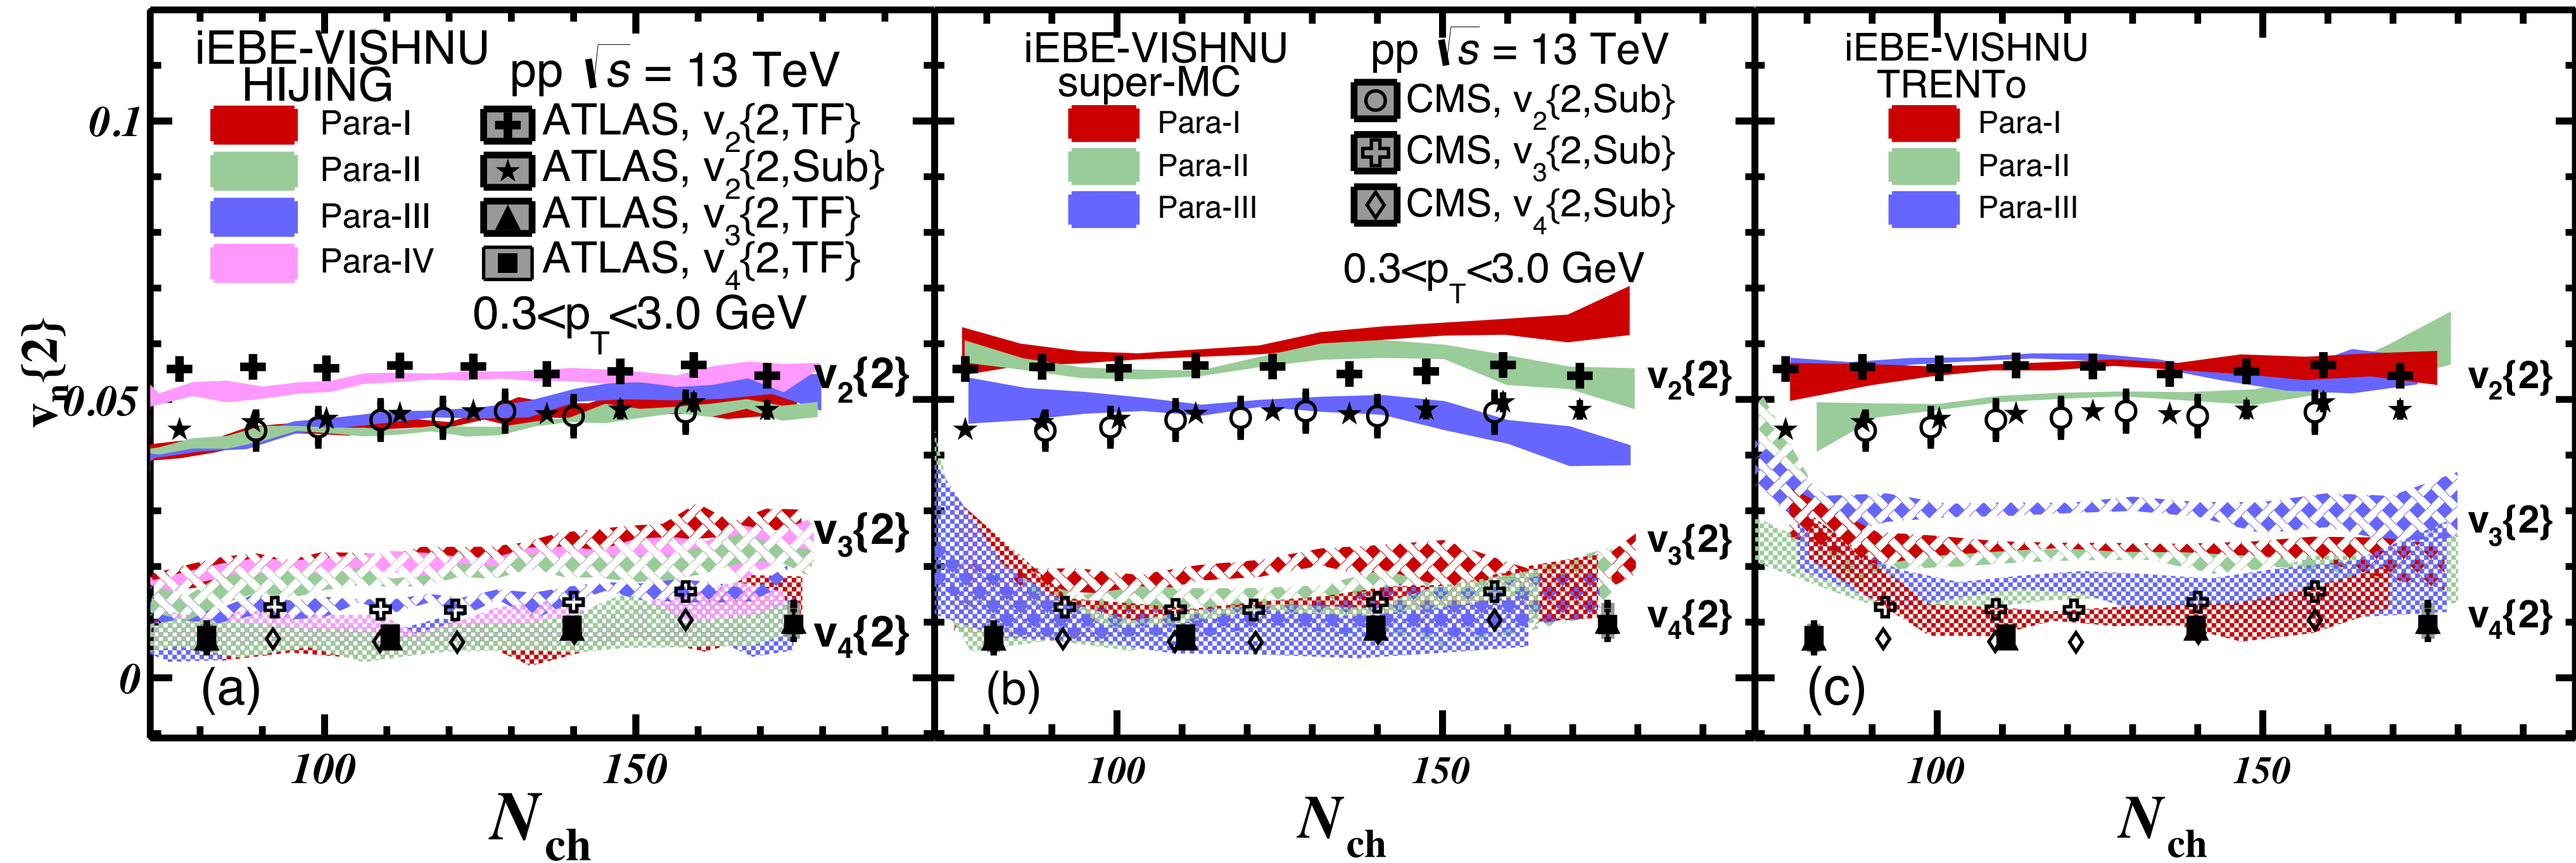 iEBE-VISHNU
HIJING
pp √s = 13 TeV
Para-I
Para-II
Para-III
Para-IV
ATLAS, v2{2,TF}
ATLAS, v2{2,Sub}
ATLAS, v3{2,TF}
ATLAS, v4{2,TF}
0.3<pT<3.0 GeV
v2{2}
v3{2}
v4{2}
(a)
iEBE-VISHNU
super-MC
pp √s = 13 TeV
Para-I
Para-II
Para-III
CMS, v2{2,Sub}
CMS, v3{2,Sub}
CMS, v4{2,Sub}
0.3<pT<3.0 GeV
v2{2}
v3{2}
v4{2}
(b)
iEBE-VISHNU
TRENTo
Para-I
Para-II
Para-III
v2{2}
v3{2}
v4{2}
(c)
vn{2}
0.1
0.05
0
100 150
100 150
100 150
Nch
Nch
Nch